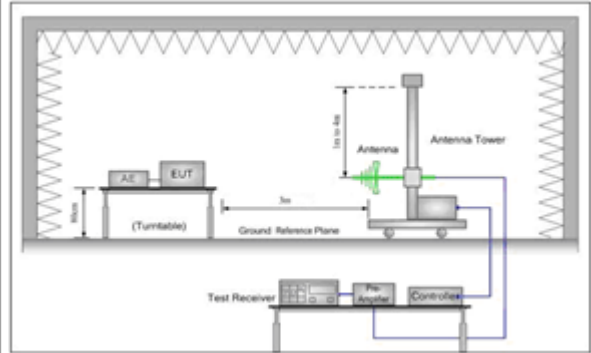 1m to 4m
Antenna
Antenna Tower
AE
EUT
80cm
3m
(Turntable)
Ground Reference Plane
Test Receiver
Pre-
Amplifier
Controller